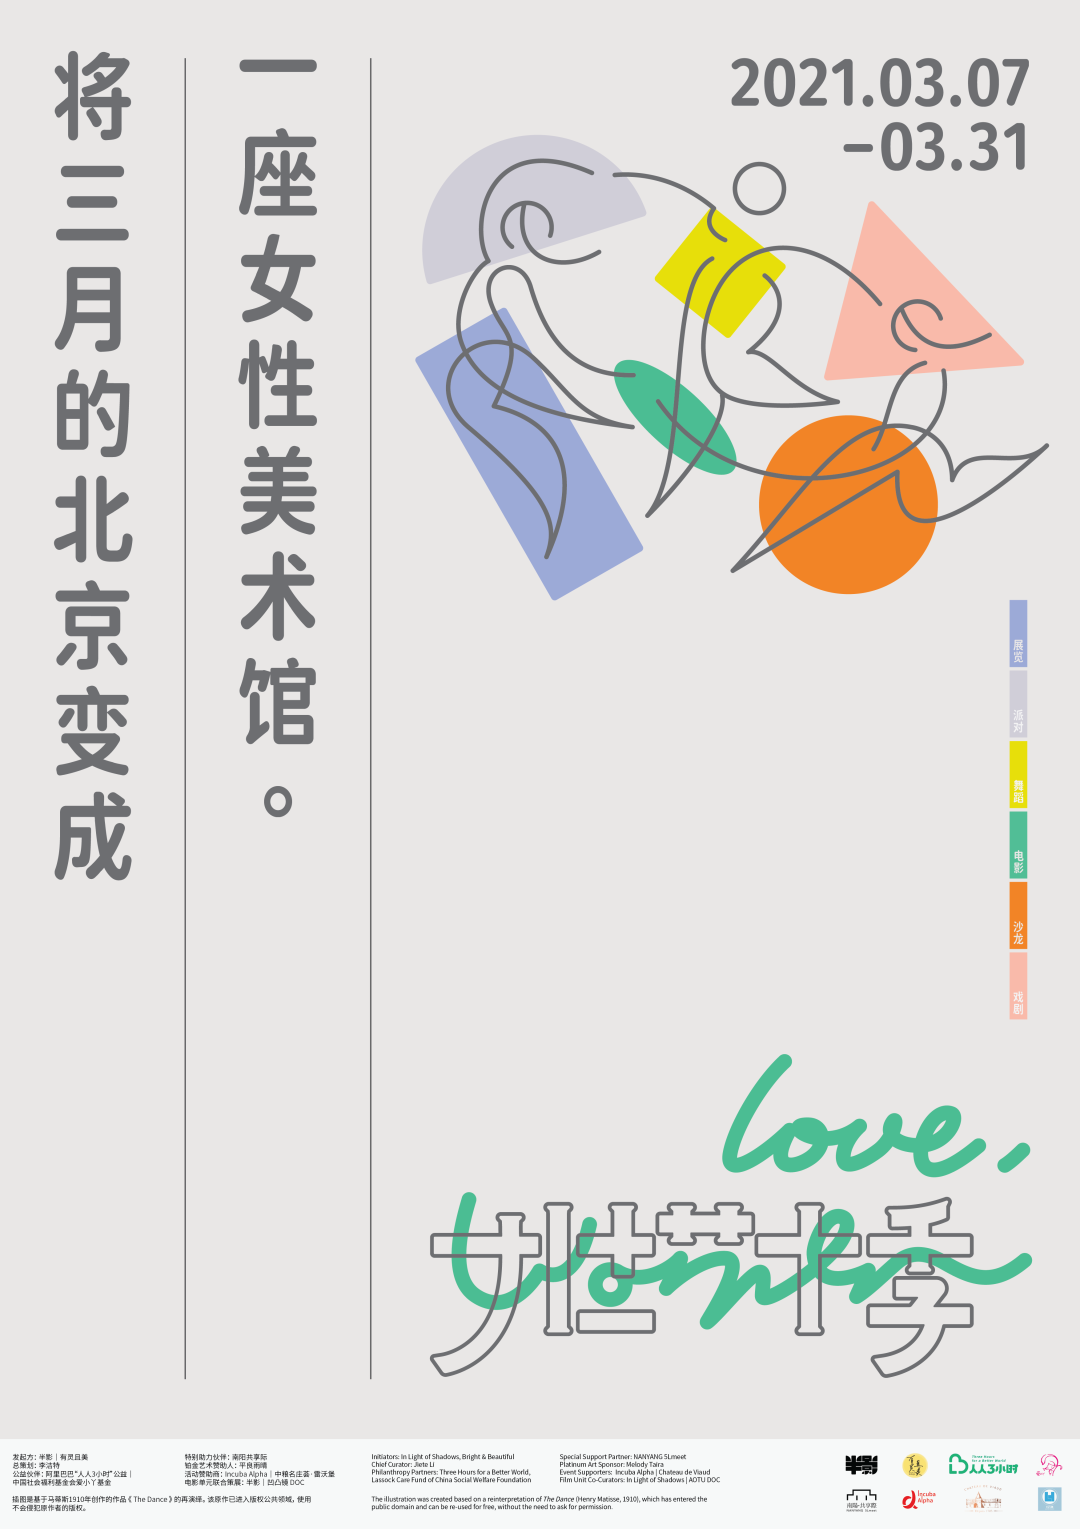 将三月的北京变成
一座女性美术馆。
2021.03.07
-03.31
展览
派对
舞蹈
电影
沙龙
戏剧
love,
Women
发起方：半影｜有灵且美
总策划：李洁特
公益伙伴：阿里巴巴“人人3小时”公益｜
中国社会福利基金会爱小丫基金
特别助力伙伴：南阳共享际
铂金艺术赞助人：平良雨晴
活动赞助商：Incuba Alpha｜中粮名庄荟·雷沃堡
电影单元联合策展：半影｜凹凸镜 DOC
插图是基于马蒂斯1910年创作的作品《 The Dance 》的再演绎。该原作已进入版权公共领域，使用
不会侵犯原作者的版权。
Initiators: In Light of Shadows, Bright & Beautiful
Chief Curator: Jiete Li
Philanthropy Partners: Three Hours for a Better World,
Lassock Care Fund of China Social Welfare Foundation
Special Support Partner: NANYANG 5Lmeet
Platinum Art Sponsor: Melody Taira
Event Supporters: Incuba Alpha | Chateau de Viaud
Film Unit Co-Curators: In Light of Shadows | AOTU DOC
The illustration was created based on a reinterpretation of The Dance (Henry Matisse, 1910), which has entered the
public domain and can be re-used for free, without the need to ask for permission.
半影
Three Hours
for a Better World
人人3小时
南阳·共享際
NANYANG 5Lmeet
Incuba
Alpha